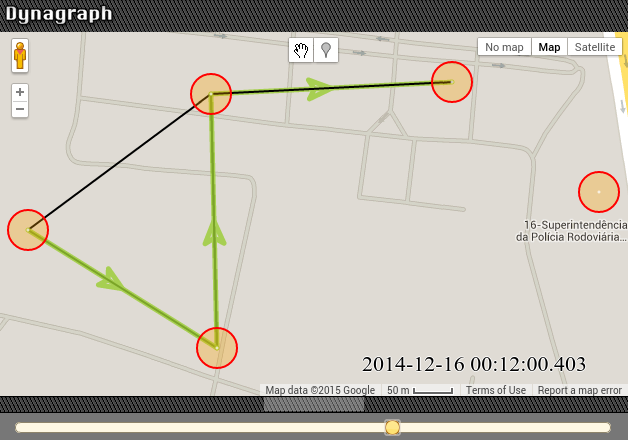 Dynagraph
No map Map Satellite
+
−
16-Superintendência
da Polícia Rodoviária...
2014-12-16 00:12:00.403
Map data ©2015 Google 50 m Terms of Use Report a map error